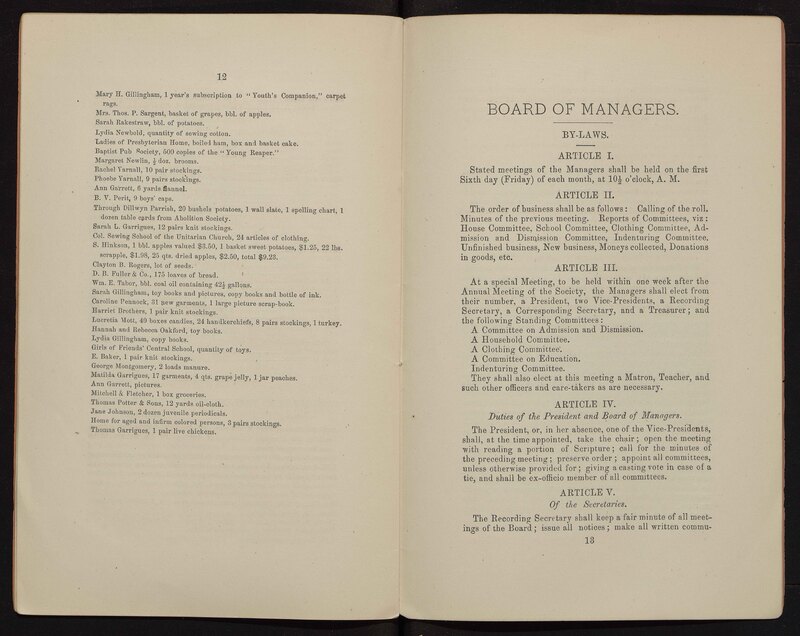 12
Mary H. Gillingham, 1 year's subscription to "Youth's Companion," carpet
rags.
Mrs. Thos. P. Sargent, basket of grapes, bbl. of apples.
Sarah Rakestraw, bbl. of potatoes.
Lydia Newbold, quantity of sewing cotton.
Ladies of Presbyterian Home, boiled ham, box and basket cake.
Baptist Pub Society, 500 copies of the "Young Reaper."
Margaret Newlin, ½ doz. brooms.
Rachel Yarnall, 10 pair stockings.
Phoebe Yarnall, 9 pairs stockings.
Ann Garrett, 6 yards flannel.
B. V. Perit, 9 boys' caps.
Through Dillwyn Parrish, 20 bushels potatoes, 1 wall slate, 1 spelling chart, 1
dozen table cards from Abolition Society.
Sarah L. Garrigues, 12 pairs knit stockings.
Col. Sewing School of the Unitarian Church, 24 articles of clothing.
S. Hinkson, 1 bbl. apples valued $3.50, 1 basket sweet potatoes, $1.25, 22 lbs.
scrapple, $1.98, 25 qts. dried apples, $2.50, total $9.23.
Clayton B. Rogers, lot of seeds.
D. B. Fuller & Co., 175 loaves of bread.
Wm. E. Tabor, bbl. coal oil containing 42½ gallons.
Sarah Gillingham, toy books and pictures, copy books and bottle of ink.
Caroline Pennock, 31 new garments, 1 large picture scrap-book.
Harriet Brothers, 1 pair knit stockings.
Lucretia Mott, 40 boxes candies, 24 handkerchiefs, 8 pairs stockings, 1 turkey.
Hannah and Rebecca Oakford, toy books.
Lydia Gillingham, copy books.
Girls of Friends' Central School, quantity of toys.
E. Baker, 1 pair knit stockings.
George Montgomery, 2 loads manure.
Matilda Garrigues, 17 garments, 4 qts. grape jelly, 1 jar peaches.
Ann Garrett, pictures.
Mitchell & Fletcher, 1 box groceries.
Thomas Potter & Sons, 12 yards oil-cloth.
Jane Johnson, 2 dozen juvenile periodicals.
Home for aged and infirm colored persons, 3 pairs stockings.
Thomas Garrigues, 1 pair live chickens.
BOARD OF MANAGERS.
BY-LAWS.
ARTICLE I.
Stated meetings of the Managers shall be held on the first
Sixth day (Friday) of each month, at 10½ o'clock, A. M.
ARTICLE II.
The order of business shall be as follows: Calling of the roll.
Minutes of the previous meeting. Reports of Committees, viz:
House Committee, School Committee, Clothing Committee, Ad-
mission and Dismission Committee, Indenturing Committee.
Unfinished business, New business, Moneys collected, Donations
in goods, etc.
ARTICLE III.
At a special Meeting, to be held within one week after the
Annual Meeting of the Society, the Managers shall elect from
their number, a President, two Vice-Presidents, a Recording
Secretary, a Corresponding Secretary, and a Treasurer; and
the following Standing Committees:
A Committee on Admission and Dismission.
A Household Committee.
A Clothing Committee.
A Committee on Education.
Indenturing Committee.
They shall also elect at this meeting a Matron, Teacher, and
such other officers and care-takers as are necessary.
ARTICLE IV.
Duties of the President and Board of Managers.
The President, or, in her absence, one of the Vice-Presidents,
shall, at the time appointed, take the chair; open the meeting
with reading a portion of Scripture; call for the minutes of
the preceding meeting; preserve order; appoint all committees,
unless otherwise provided for; giving a casting vote in case of a
tie, and shall be ex-officio member of all committees.
ARTICLE V.
Of the Secretaries.
The Recording Secretary shall keep a fair minute of all meet-
ings of the Board; issue all notices; make all written commu-
13